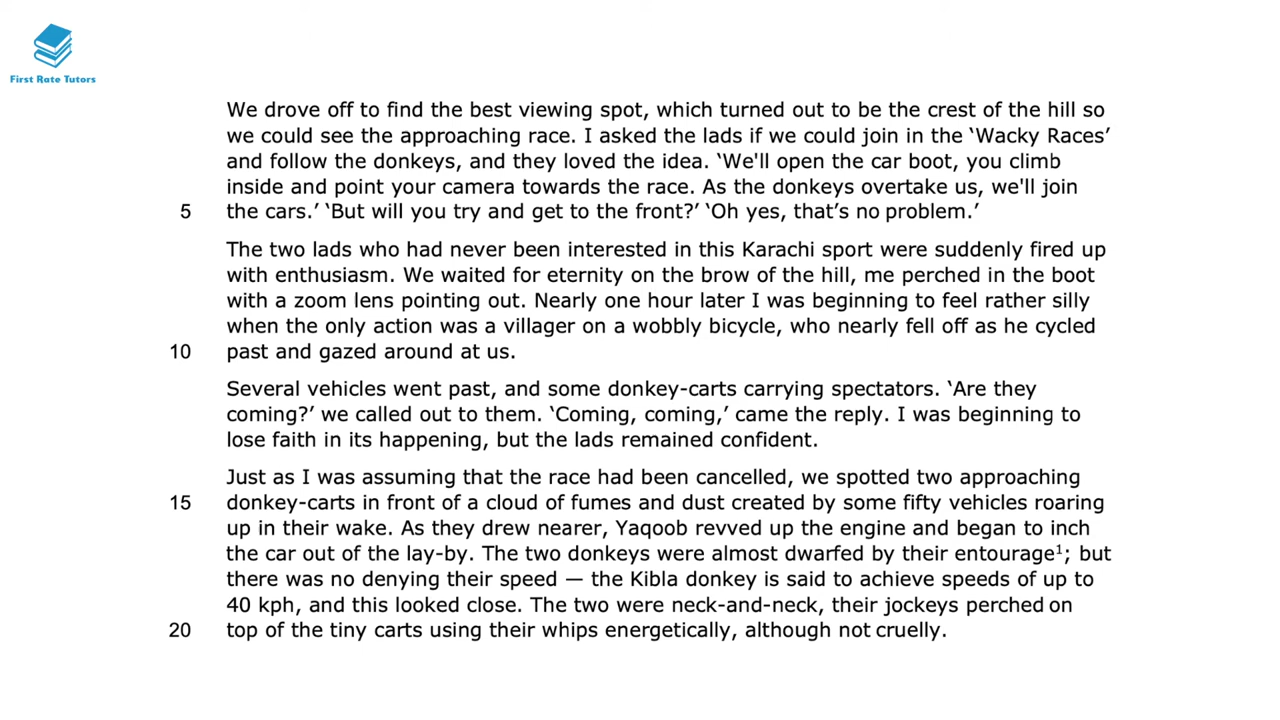 First Rate Tutors
We drove off to find the best viewing spot, which turned out to be the crest of the hill so
we could see the approaching race. I asked the lads if we could join in the ‘Wacky Races’
and follow the donkeys, and they loved the idea. ‘We'll open the car boot, you climb
inside and point your camera towards the race. As the donkeys overtake us, we'll join
5 the cars.’ ‘But will you try and get to the front?’ ‘Oh yes, that’s no problem.’
The two lads who had never been interested in this Karachi sport were suddenly fired up
with enthusiasm. We waited for eternity on the brow of the hill, me perched in the boot
with a zoom lens pointing out. Nearly one hour later I was beginning to feel rather silly
when the only action was a villager on a wobbly bicycle, who nearly fell off as he cycled
10 past and gazed around at us.
Several vehicles went past, and some donkey-carts carrying spectators. ‘Are they
coming?’ we called out to them. ‘Coming, coming,’ came the reply. I was beginning to
lose faith in its happening, but the lads remained confident.
Just as I was assuming that the race had been cancelled, we spotted two approaching
15 donkey-carts in front of a cloud of fumes and dust created by some fifty vehicles roaring
up in their wake. As they drew nearer, Yaqoob revved up the engine and began to inch
the car out of the lay-by. The two donkeys were almost dwarfed by their entourage¹; but
there was no denying their speed — the Kibla donkey is said to achieve speeds of up to
40 kph, and this looked close. The two were neck-and-neck, their jockeys perched on
20 top of the tiny carts using their whips energetically, although not cruelly.